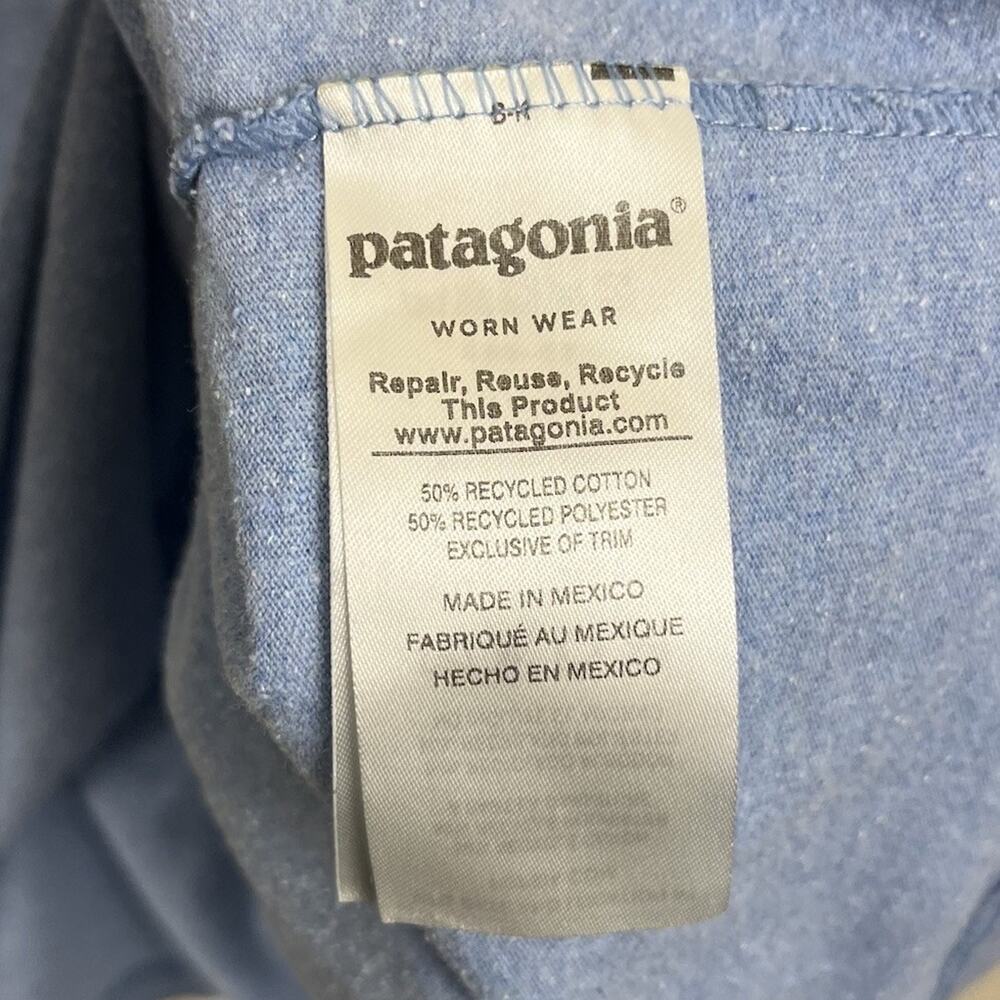 patagonia®
WORN WEAR
Repair, Reuse, Recycle
This Product
www.patagonia.com
50% RECYCLED COTTON
50% RECYCLED POLYESTER
EXCLUSIVE OF TRIM
MADE IN MEXICO
FABRIQUÉ AU MEXIQUE
HECHO EN MEXICO